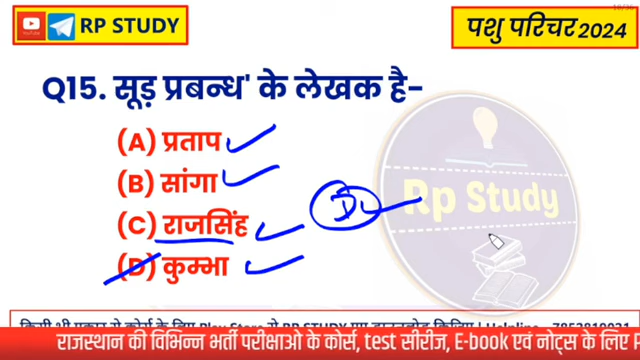 RP STUDY
पशु परिचर 2024
Q15. सूड़ प्रबन्ध' के लेखक है-
(A) प्रताप
(B) सांगा
(C) राजसिंह
(D) कुम्भा
D
Rp Study
राजस्थान की विभिन्न भर्ती परीक्षाओ के कोर्स, test सीरीज, E-book एवं नोट्स के लिए